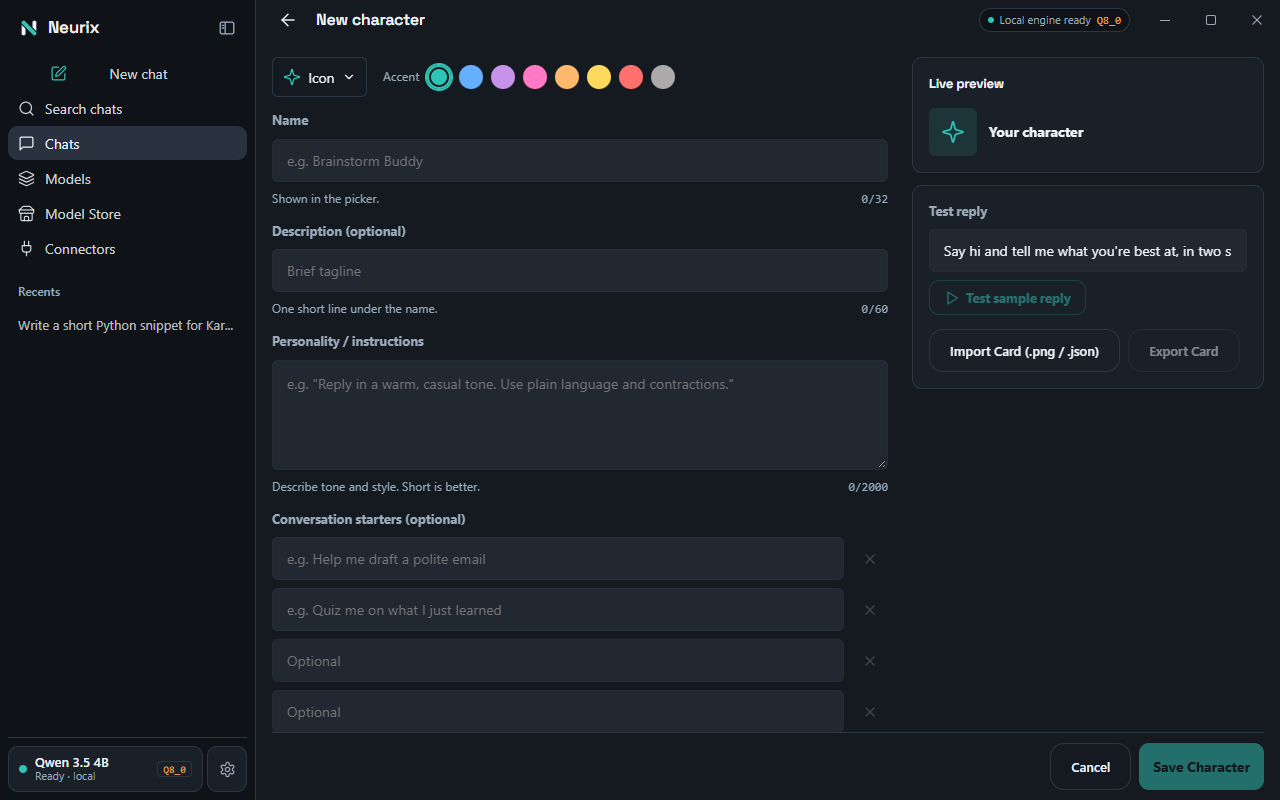 Neurix
New character
Local engine ready Q8_0
New chat
Search chats
Chats
Models
Model Store
Connectors
Recents
Write a short Python snippet for Kar...
Icon
Accent
Name
e.g. Brainstorm Buddy
Shown in the picker.
0/32
Description (optional)
Brief tagline
One short line under the name.
0/60
Personality / instructions
e.g. "Reply in a warm, casual tone. Use plain language and contractions."
Describe tone and style. Short is better.
0/2000
Conversation starters (optional)
e.g. Help me draft a polite email
e.g. Quiz me on what I just learned
Optional
Optional
Live preview
Your character
Test reply
Say hi and tell me what you're best at, in two s
Test sample reply
Import Card (.png / .json)
Export Card
Qwen 3.5 4B
Ready · local
Q8_0
Cancel
Save Character